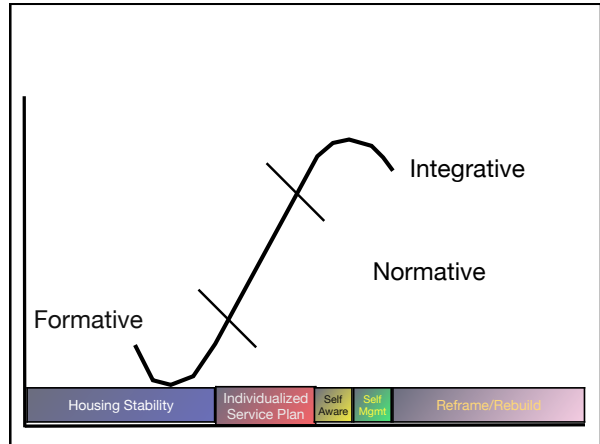 Integrative
Normative
Formative
Housing Stability
Individualized
Service Plan
Self
Aware
Self
Mgmt
Reframe/Rebuild